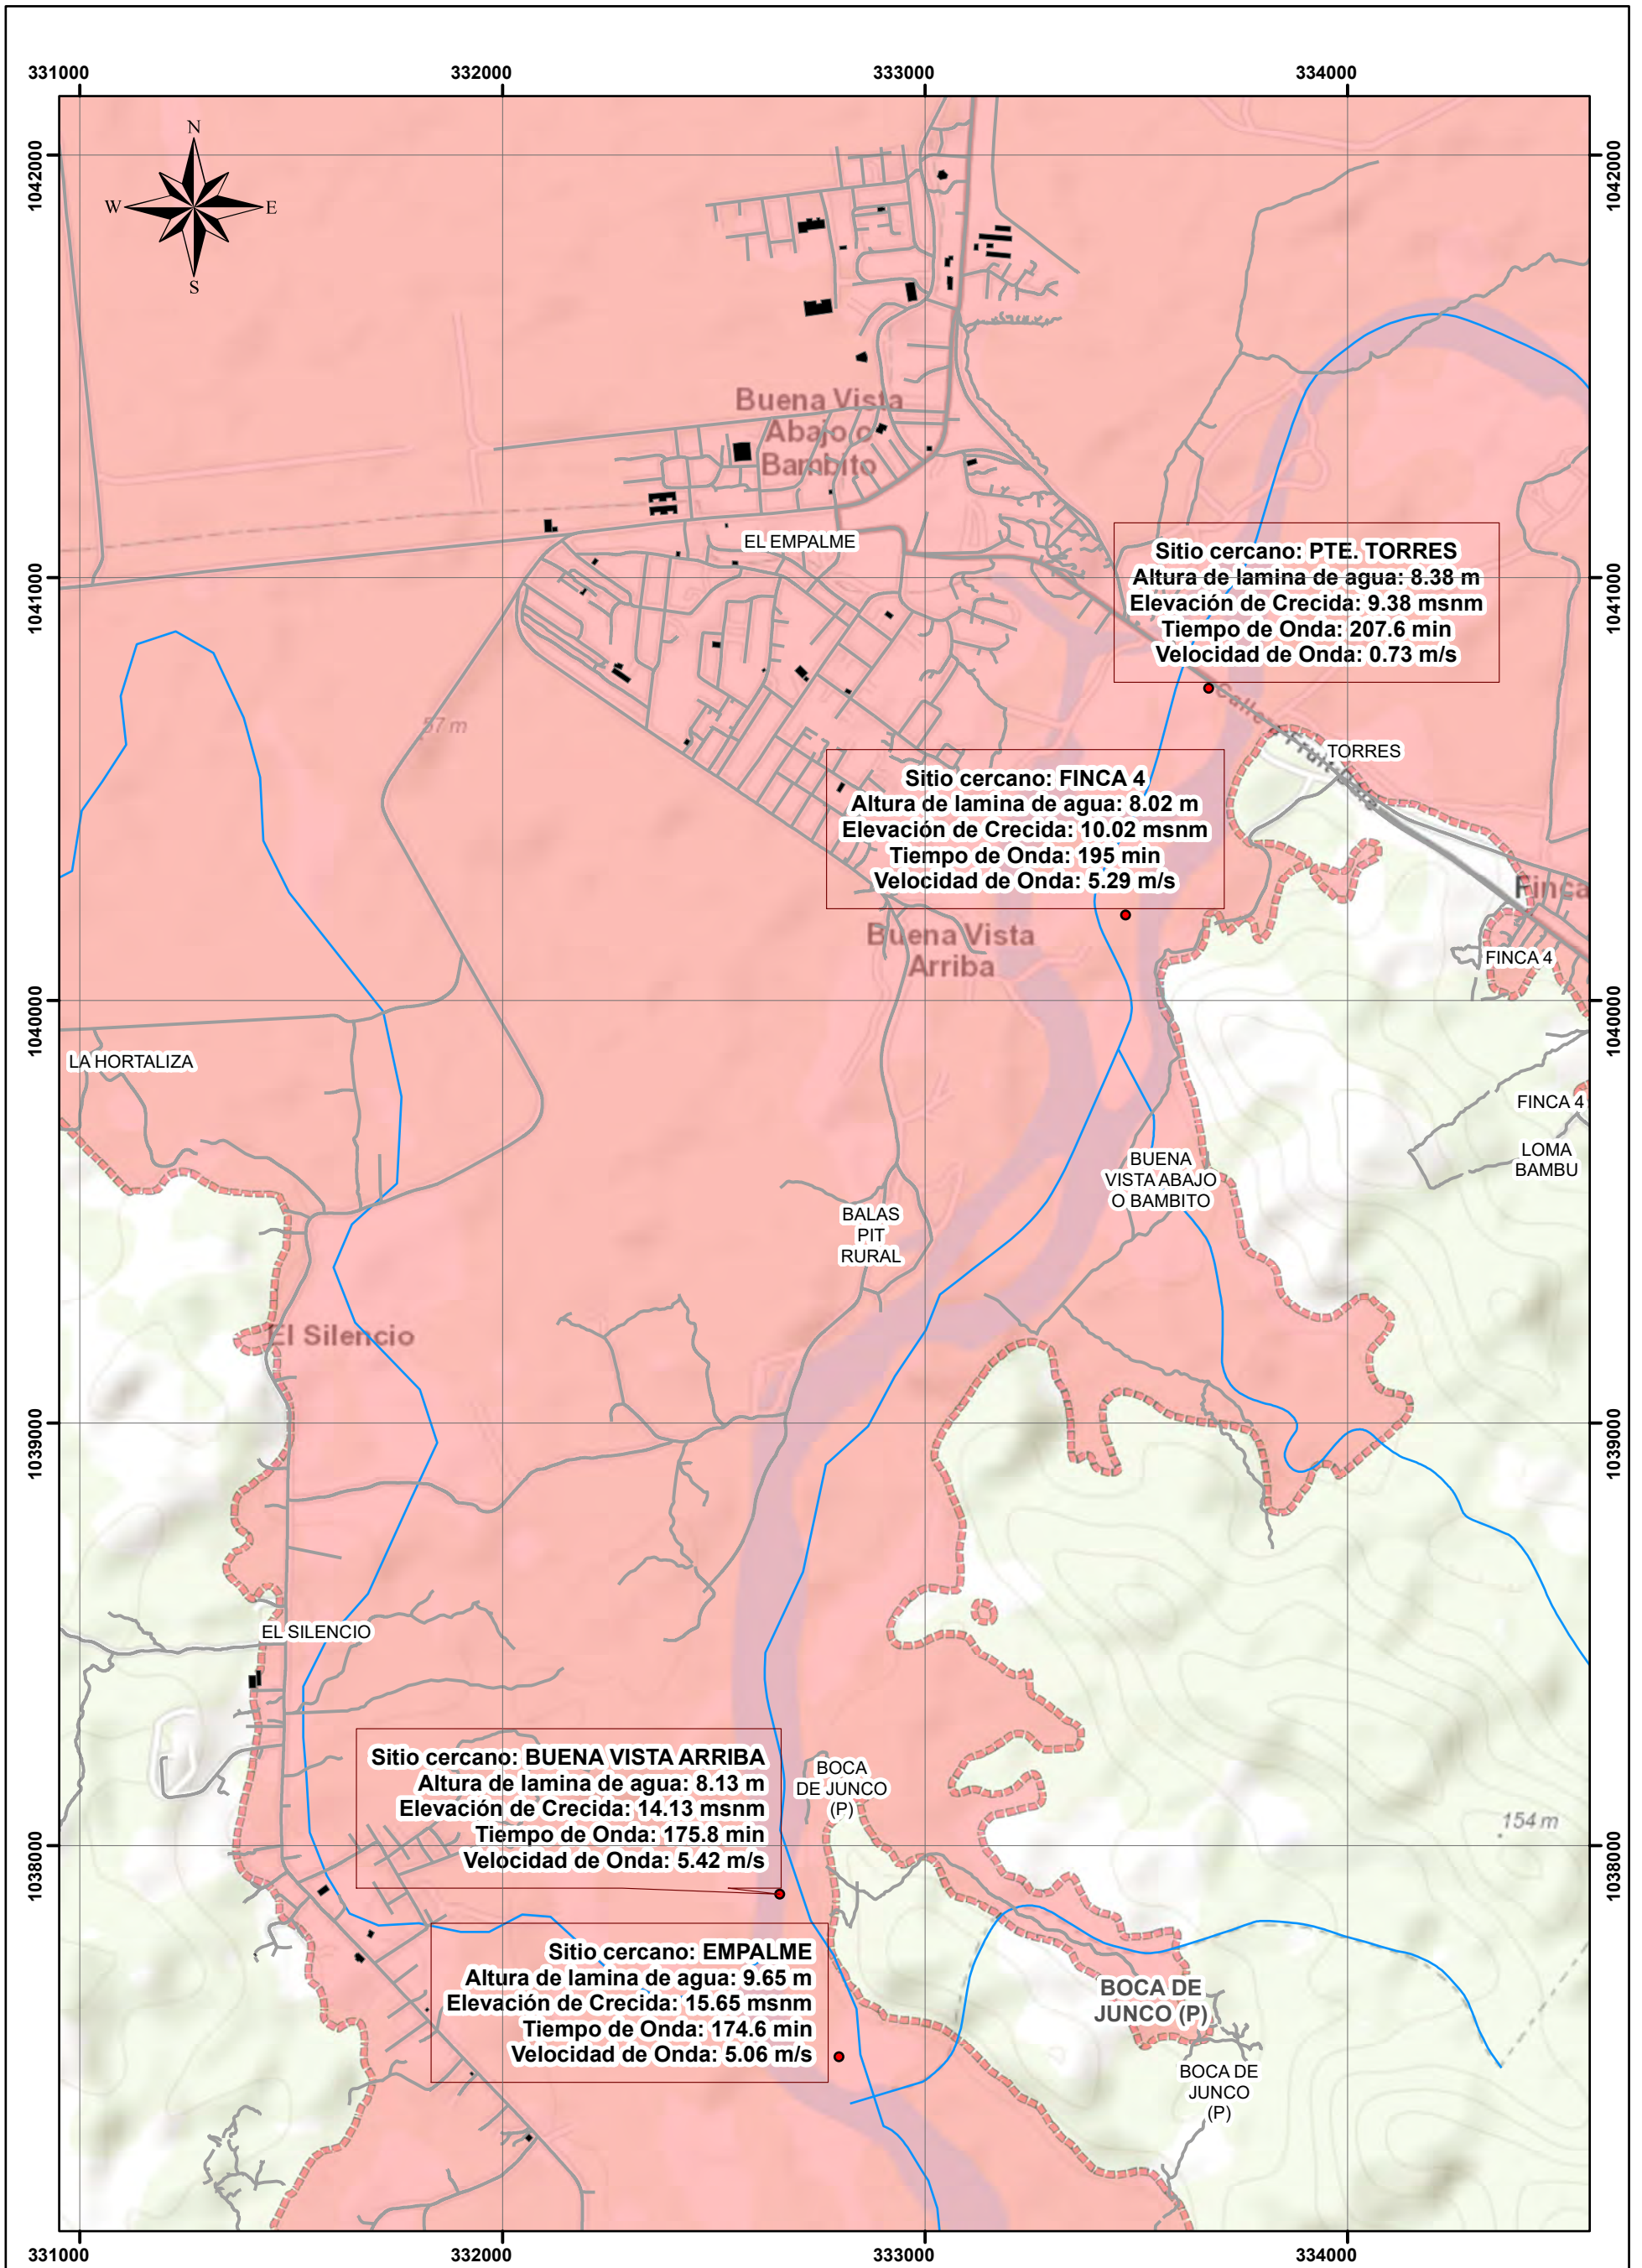 331000
332000
333000
334000
1042000
1042000
N
W
E
S
Buena Vista
Abajo o
Bambito
EL EMPALME
Sitio cercano: PTE. TORRES
Altura de lamina de agua: 8.38 m
Elevación de Crecida: 9.38 msnm
Tiempo de Onda: 207.6 min
Velocidad de Onda: 0.73 m/s
1041000
1041000
57 m
TORRES
Sitio cercano: FINCA 4
Altura de lamina de agua: 8.02 m
Elevación de Crecida: 10.02 msnm
Tiempo de Onda: 195 min
Velocidad de Onda: 5.29 m/s
Finca
Buena Vista
Arriba
FINCA 4
1040000
1040000
LA HORTALIZA
FINCA 4
LOMA
BAMBU
BUENA
VISTA ABAJO
O BAMBITO
BALAS
PIT
RURAL
El Silencio
1039000
1039000
EL SILENCIO
Sitio cercano: BUENA VISTA ARRIBA
Altura de lamina de agua: 8.13 m
Elevación de Crecida: 14.13 msnm
Tiempo de Onda: 175.8 min
Velocidad de Onda: 5.42 m/s
BOCA
DE JUNCO
(P)
154 m
1038000
1038000
Sitio cercano: EMPALME
Altura de lamina de agua: 9.65 m
Elevación de Crecida: 15.65 msnm
Tiempo de Onda: 174.6 min
Velocidad de Onda: 5.06 m/s
BOCA DE
JUNCO (P)
BOCA DE
JUNCO
(P)
331000
332000
333000
334000